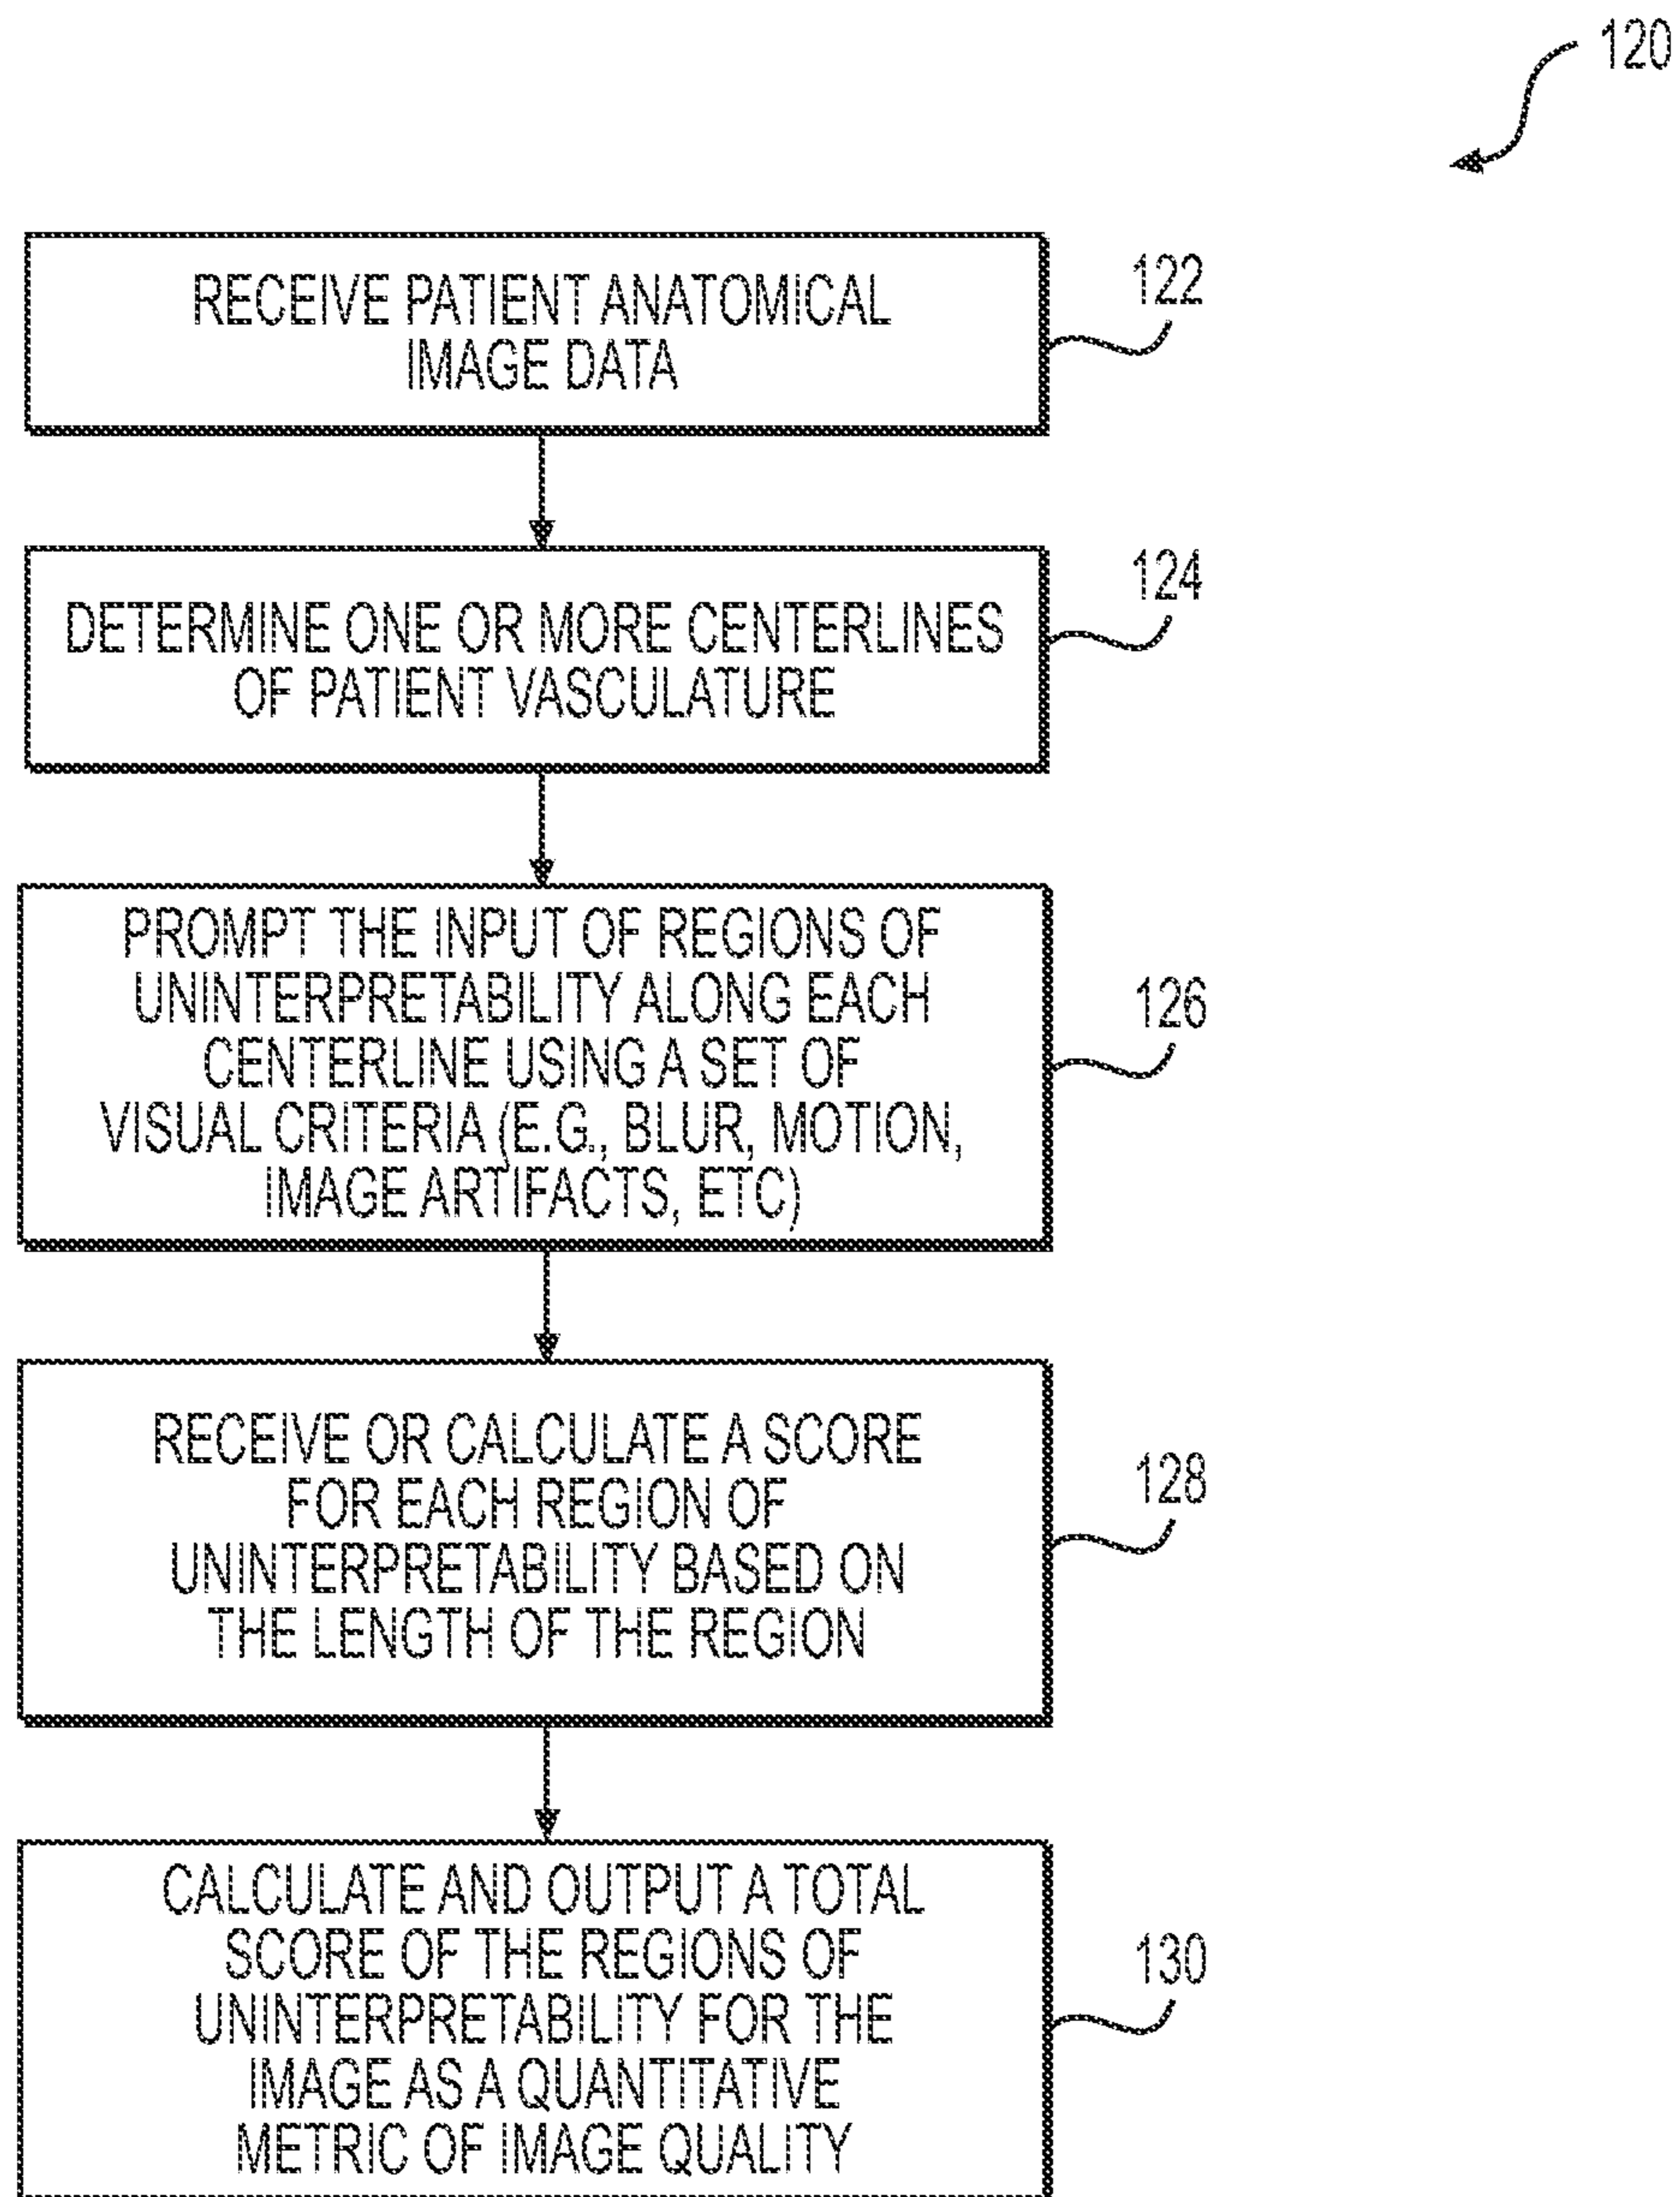 120
RECEIVE PATIENT ANATOMICAL
IMAGE DATA
122
DETERMINE ONE OR MORE CENTERLINES
OF PATIENT VASCULATURE
124
PROMPT THE INPUT OF REGIONS OF
UNINTERPRETABILITY ALONG EACH
CENTERLINE USING A SET OF
VISUAL CRITERIA (E.G., BLUR, MOTION,
IMAGE ARTIFACTS, ETC)
126
RECEIVE OR CALCULATE A SCORE
FOR EACH REGION OF
UNINTERPRETABILITY BASED ON
THE LENGTH OF THE REGION
128
CALCULATE AND OUTPUT A TOTAL
SCORE OF THE REGIONS OF
UNINTERPRETABILITY FOR THE
IMAGE AS A QUANTITATIVE
METRIC OF IMAGE QUALITY
130